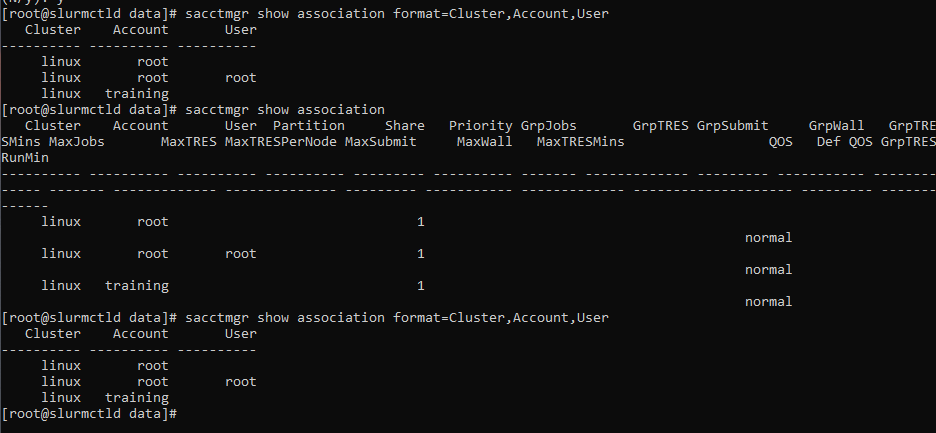 (N/y): y
[root@slurmctld data]# sacctmgr show association format=Cluster,Account,User
   Cluster    Account       User
---------- ---------- ----------
     linux       root
     linux       root       root
     linux   training
[root@slurmctld data]# sacctmgr show association
   Cluster    Account       User  Partition     Share   Priority GrpJobs       GrpTRES GrpSubmit     GrpWall   GrpTRE
SMins MaxJobs       MaxTRES MaxTRESPerNode MaxSubmit     MaxWall   MaxTRESMins                  QOS   Def QOS GrpTRES
RunMin
---------- ---------- ---------- ---------- --------- ---------- ------- ------------- --------- ----------- --------
----- ------- ------------- -------------- --------- ----------- ------------- -------------------- --------- -------
------
     linux       root                               1
                                                                                             normal
     linux       root       root                    1
                                                                                             normal
     linux   training                               1
                                                                                             normal
[root@slurmctld data]# sacctmgr show association format=Cluster,Account,User
   Cluster    Account       User
---------- ---------- ----------
     linux       root
     linux       root       root
     linux   training
[root@slurmctld data]#